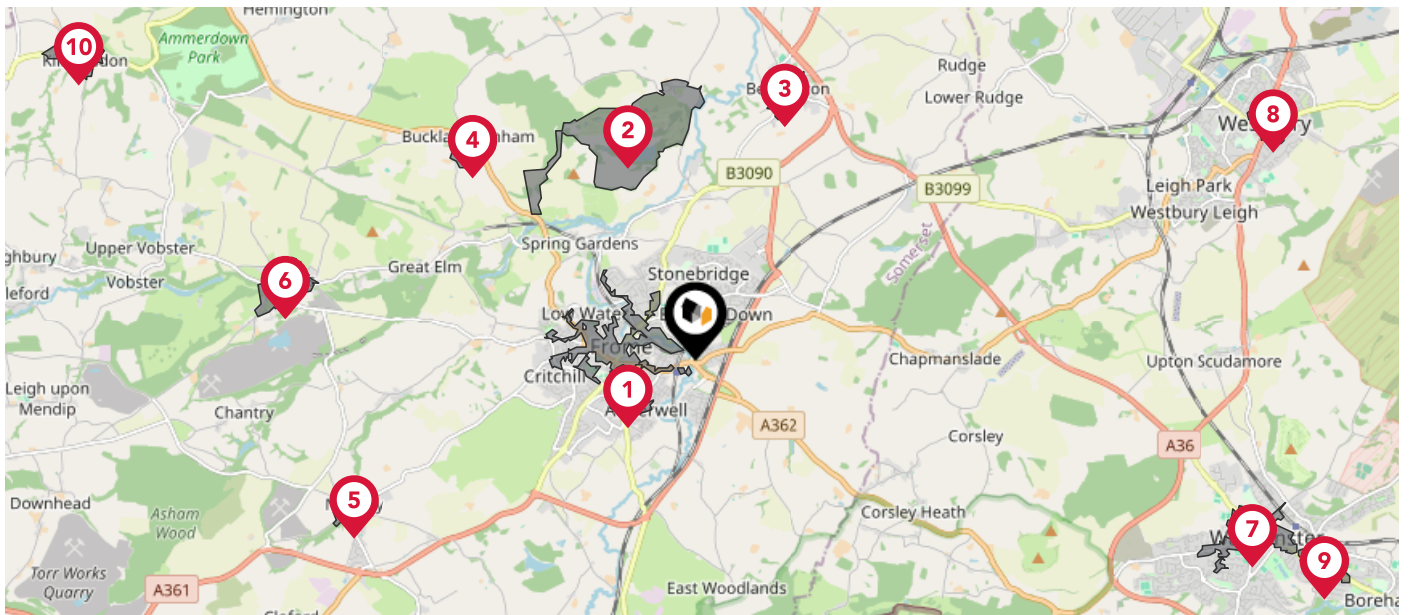 Hemington
Ammerdown
Park
10
3
Rudge
Lower Rudge
2
8
4
B3090
B3099
Leigh Park
Westbury Leigh
Somerset
Spring Gardens
Upper Vobster
Great Elm
Vobster
6
Stonebridge
Frome
Critchill
Chapmanslade
Upton Scudamore
Leigh upon
Mendip
Chantry
1
A362
Corsley
A36
Downhead
Asham
Wood
5
Corsley Heath
7
9
Torr Works
Quarry
A361
East Woodlands